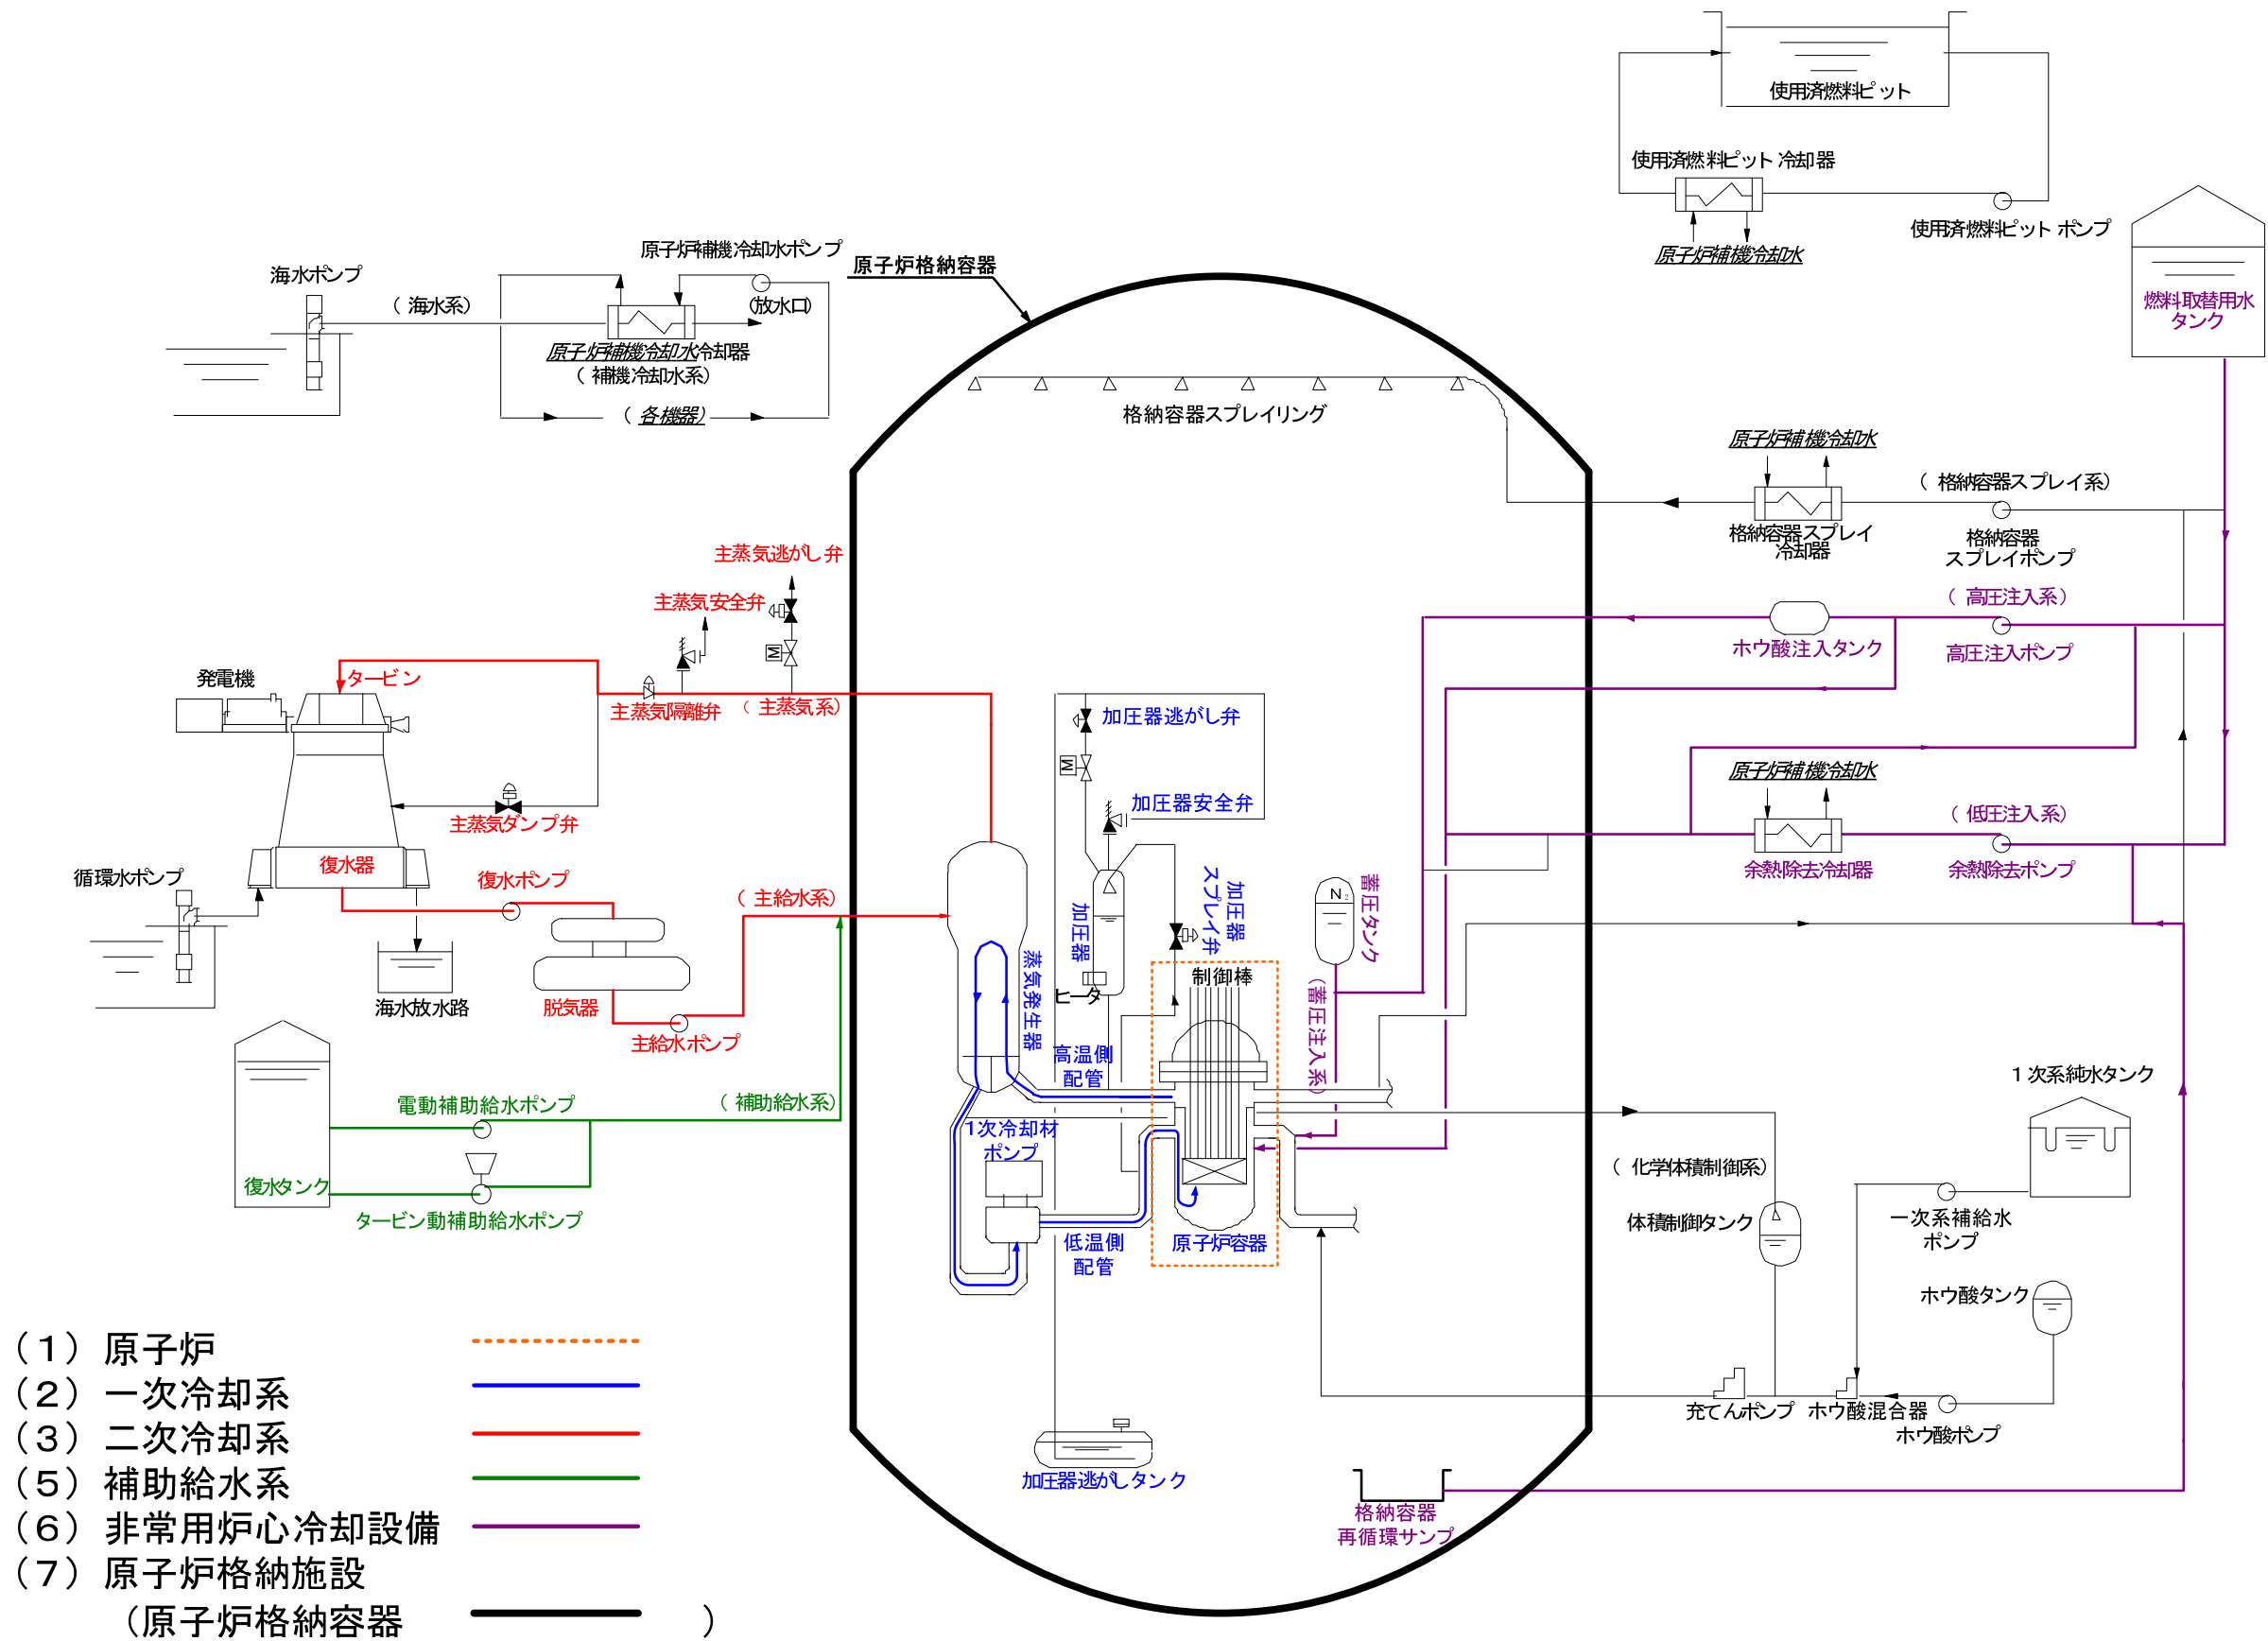 使用済燃料ピット
使用済燃料ピット冷却器
使用済燃料ピットポンプ
原子炉補機冷却水
燃料取替用水
タンク
原子炉補機冷却水ポンプ
海水ポンプ
(海水系)
(放水口)
原子炉補機冷却水冷却器
(補機冷却水系)
(各機器)
原子炉格納容器
格納容器スプレイリング
原子炉補機冷却水
(格納容器スプレイ系)
格納容器スプレイ
冷却器
格納容器
スプレイポンプ
主蒸気逃がし弁
主蒸気安全弁
M
(高圧注入系)
ホウ酸注入タンク
高圧注入ポンプ
発電機
タービン
主蒸気隔離弁
(主蒸気系)
加圧器逃がし弁
M
加圧器安全弁
原子炉補機冷却水
(低圧注入系)
余熱除去冷却器
余熱除去ポンプ
主蒸気ダンプ弁
復水器
循環水ポンプ
復水ポンプ
(主給水系)
加圧器
加圧器
スプレイ弁
N₂
蓄圧タンク
蒸気発生器
ヒータ
制御棒
(蓄圧注入系)
海水放水路
脱気器
主給水ポンプ
高温側
配管
1次系純水タンク
電動補助給水ポンプ
(補助給水系)
1次冷却材
ポンプ
復水タンク
タービン動補助給水ポンプ
(化学体積制御系)
体積制御タンク
一次系補給水
ポンプ
低温側
配管
原子炉容器
ホウ酸タンク
充てんポンプ
ホウ酸混合器
ホウ酸ポンプ
加圧器逃がしタンク
格納容器
再循環サンプ
(1)原子炉
(2)一次冷却系
(3)二次冷却系
(5)補助給水系
(6)非常用炉心冷却設備
(7)原子炉格納施設
(原子炉格納容器 )